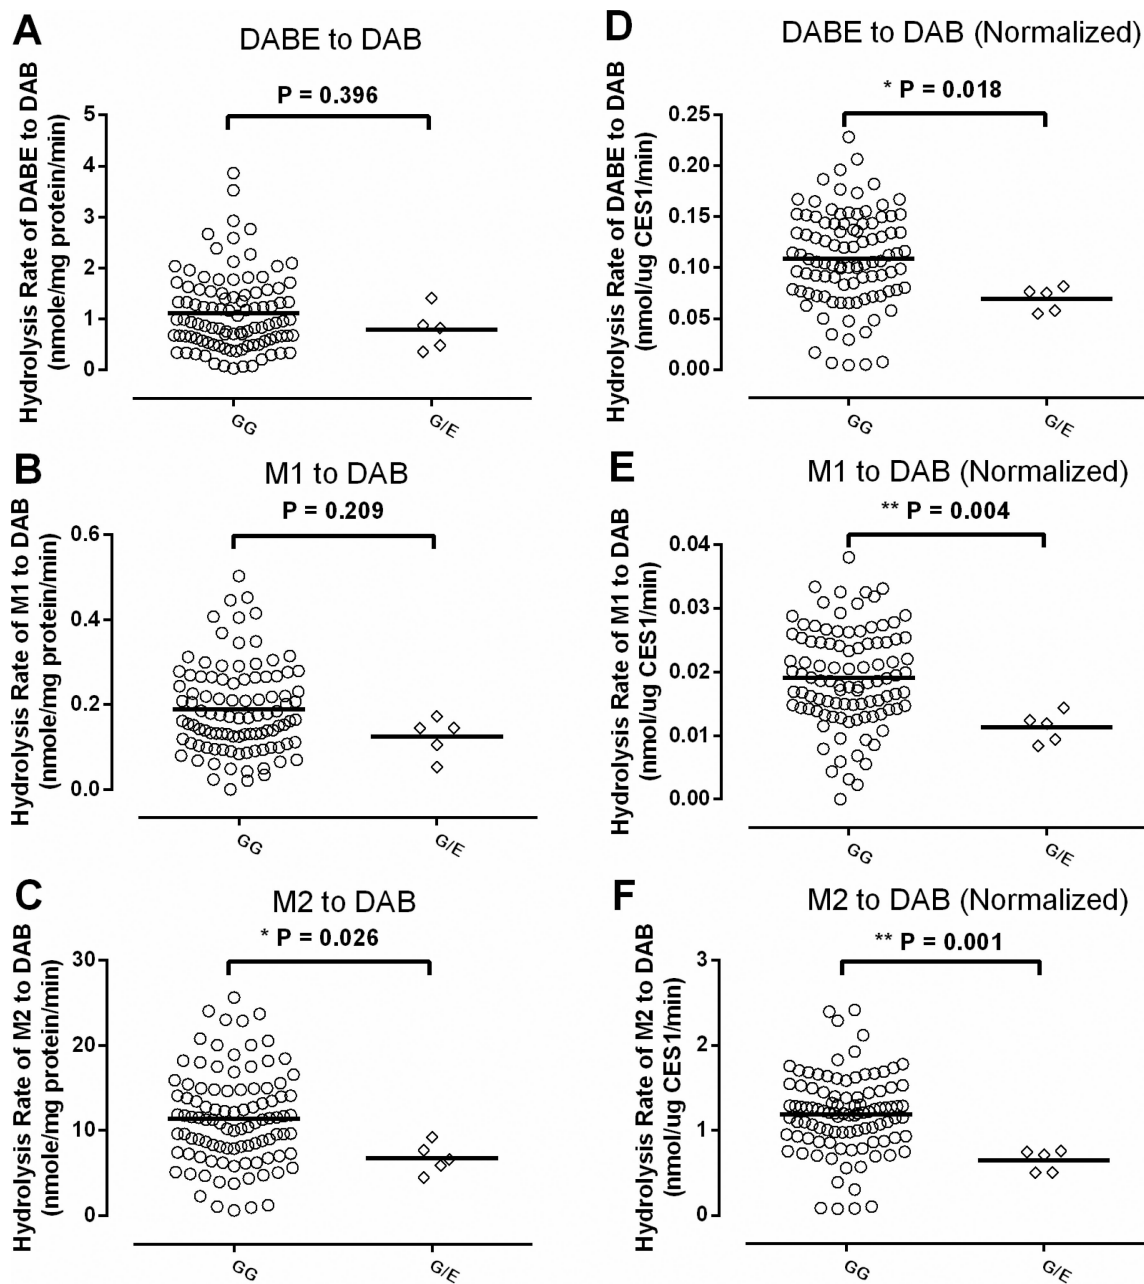 A
DABE to DAB
P = 0.396
Hydrolysis Rate of DABE to DAB
(nmole/mg protein/min)
5
4
3
2
1
0
GG
G/E
D
DABE to DAB (Normalized)
* P = 0.018
Hydrolysis Rate of DABE to DAB
(nmol/ug CES1/min)
0.25
0.20
0.15
0.10
0.05
0.00
GG
G/E
B
M1 to DAB
P = 0.209
Hydrolysis Rate of M1 to DAB
(nmole/mg protein/min)
0.6
0.4
0.2
0.0
GG
G/E
E
M1 to DAB (Normalized)
** P = 0.004
Hydrolysis Rate of M1 to DAB
(nmol/ug CES1/min)
0.04
0.03
0.02
0.01
0.00
GG
G/E
C
M2 to DAB
* P = 0.026
Hydrolysis Rate of M2 to DAB
(nmole/mg protein/min)
30
20
10
0
GG
G/E
F
M2 to DAB (Normalized)
** P = 0.001
Hydrolysis Rate of M2 to DAB
(nmol/ug CES1/min)
3
2
1
0
GG
G/E